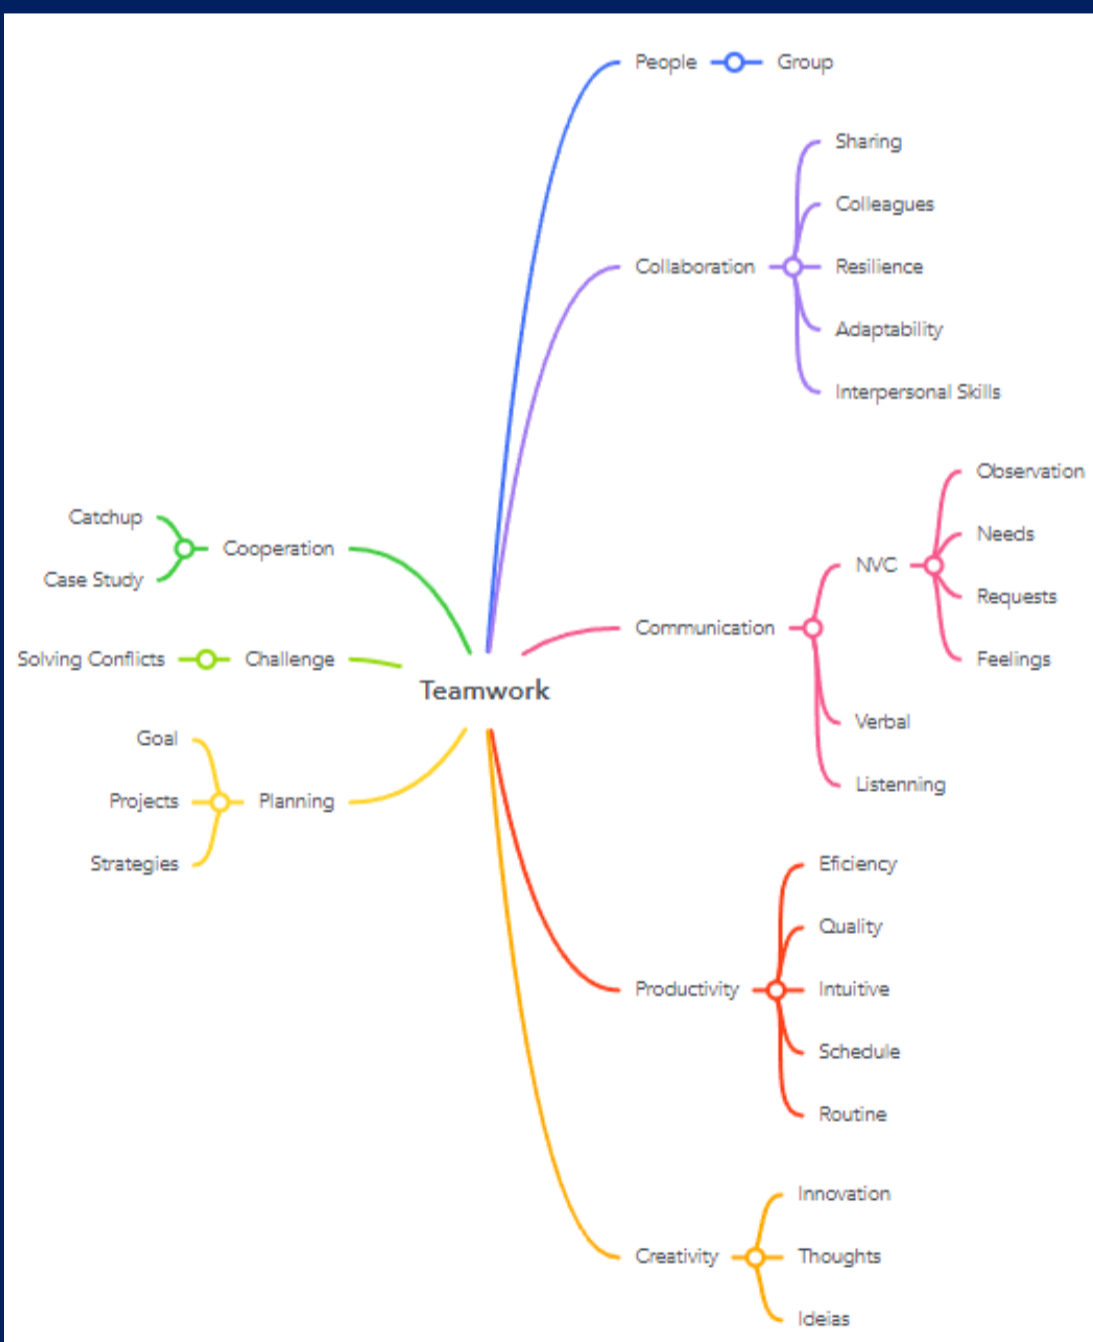 People
Group
Sharing
Colleagues
Collaboration
Resilience
Adaptability
Interpersonal Skills
Observation
Needs
NVC
Requests
Feelings
Communication
Verbal
Listenning
Catchup
Cooperation
Case Study
Solving Conflicts
Challenge
Teamwork
Goal
Projects
Planning
Strategies
Eficiency
Quality
Productivity
Intuitive
Schedule
Routine
Innovation
Creativity
Thoughts
Ideias